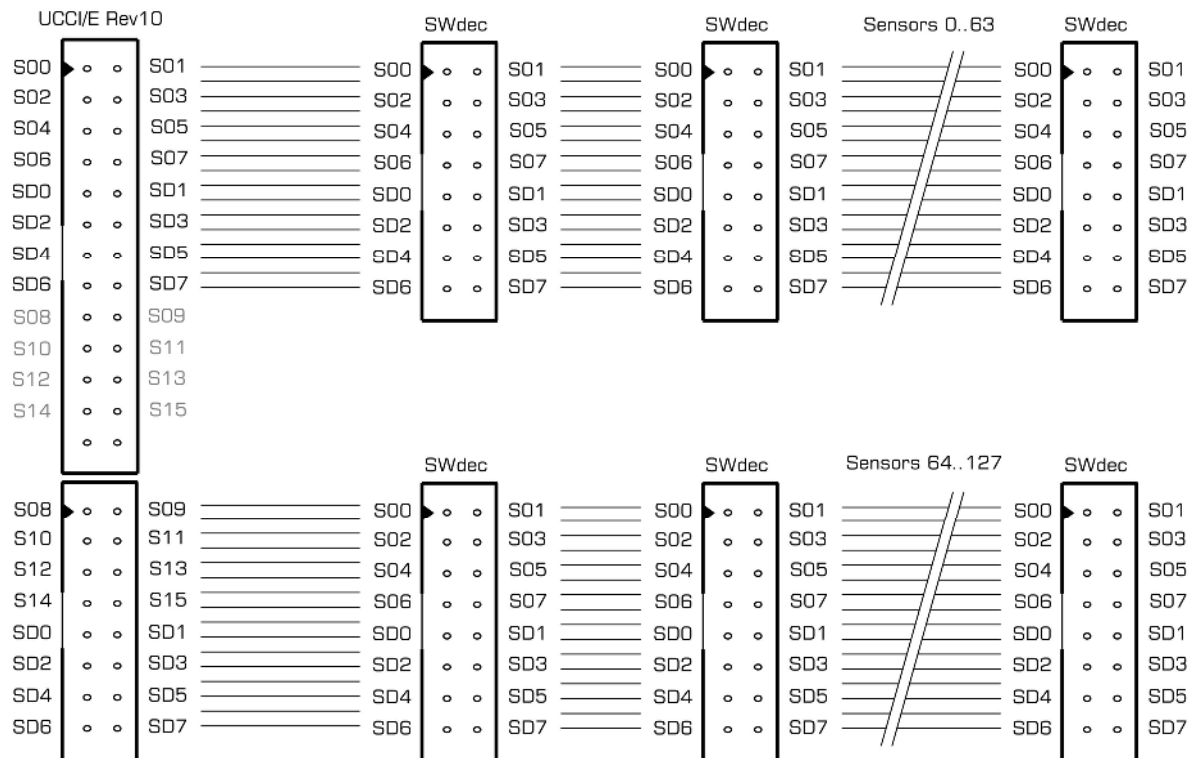 UCCI/E Rev10
SWdec SWdec Sensors 0..63 SWdec
S00 S01 S00 S01 S00 S01 S00 S01
S02 S03 S02 S03 S02 S03 S02 S03
S04 S05 S04 S05 S04 S05 S04 S05
S06 S07 S06 S07 S06 S07 S06 S07
SD0 SD1 SD0 SD1 SD0 SD1 SD0 SD1
SD2 SD3 SD2 SD3 SD2 SD3 SD2 SD3
SD4 SD5 SD4 SD5 SD4 SD5 SD4 SD5
SD6 SD7 SD6 SD7 SD6 SD7 SD6 SD7
S08 S09
S10 S11
S12 S13
S14 S15
SWdec SWdec Sensors 64..127 SWdec
S08 S09 S00 S01 S00 S01 S00 S01
S10 S11 S02 S03 S02 S03 S02 S03
S12 S13 S04 S05 S04 S05 S04 S05
S14 S15 S06 S07 S06 S07 S06 S07
SD0 SD1 SD0 SD1 SD0 SD1 SD0 SD1
SD2 SD3 SD2 SD3 SD2 SD3 SD2 SD3
SD4 SD5 SD4 SD5 SD4 SD5 SD4 SD5
SD6 SD7 SD6 SD7 SD6 SD7 SD6 SD7